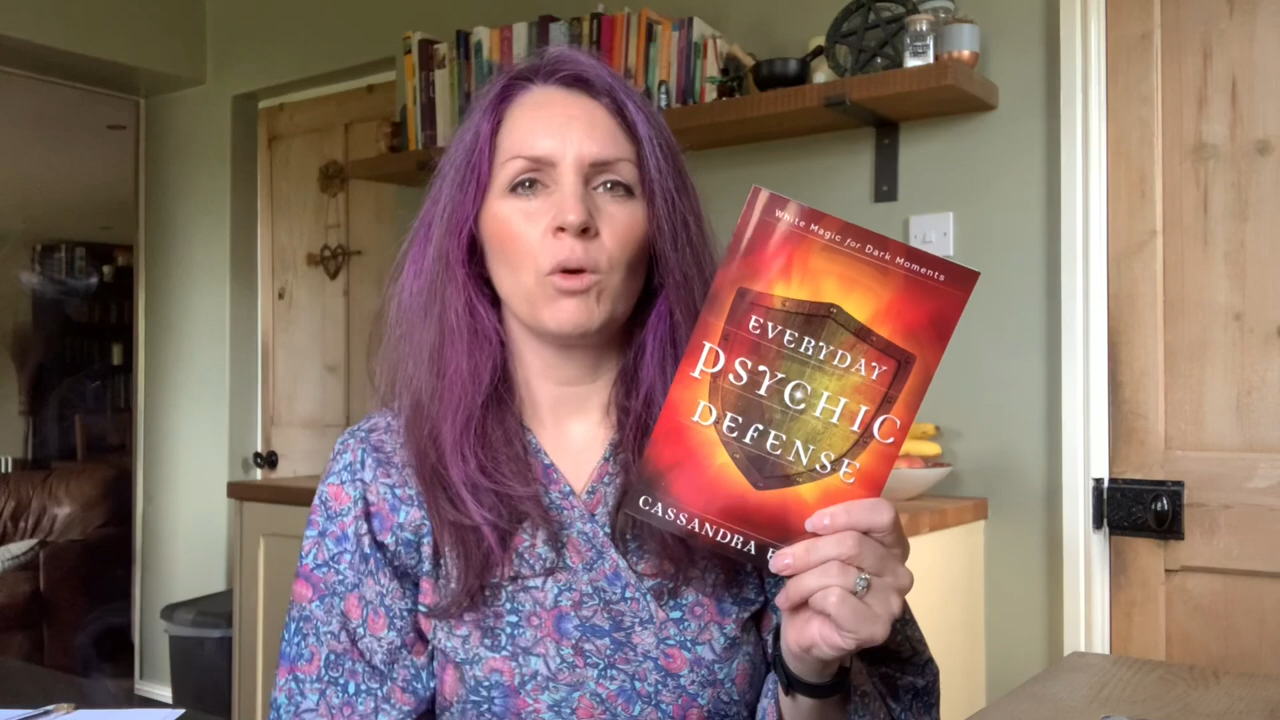 White Magic for Dark Moments
EVERYDAY
PSYCHIC
DEFENSE
CASSANDRA E